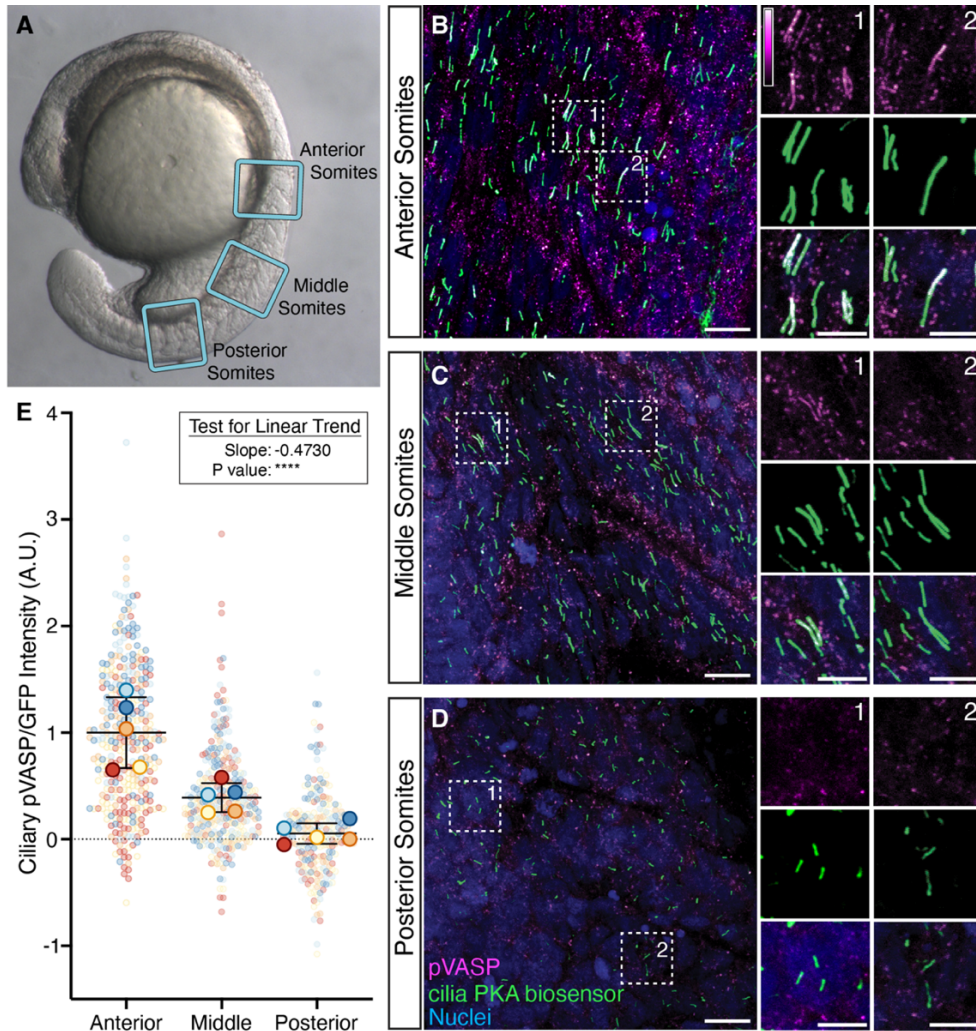 A
Anterior
Somites
Middle
Somites
Posterior
Somites
B
Anterior Somites
1
2
1
2
C
Middle Somites
1
2
1
2
D
Posterior Somites
1
2
pVASP
cilia PKA biosensor
Nuclei
1
2
E
Ciliary pVASP/GFP Intensity (A.U.)
4
3
2
1
0
-1
Test for Linear Trend
Slope: -0.4730
P value: ****
Anterior
Middle
Posterior